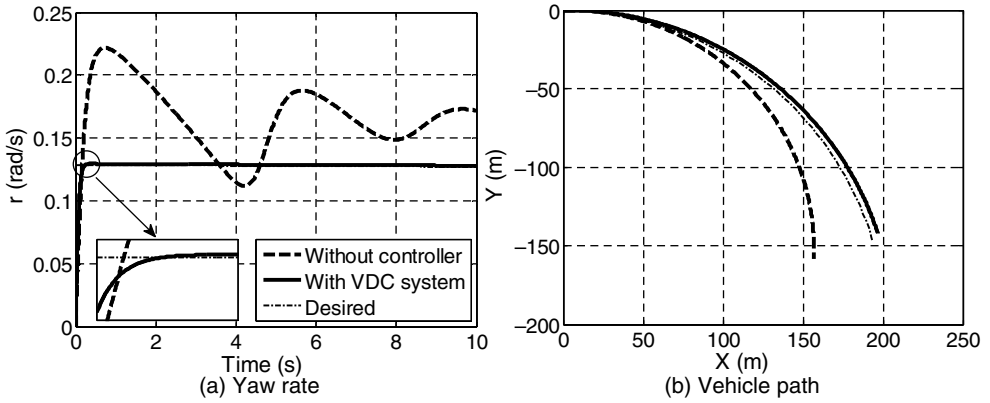 0.25
0.2
0.15
0.1
0.05
0
r (rad/s)
Without controller
With VDC system
Desired
0 2 4 6 8 10
Time (s)
(a) Yaw rate
0
−50
−100
−150
−200
Y (m)
0 50 100 150 200 250
X (m)
(b) Vehicle path